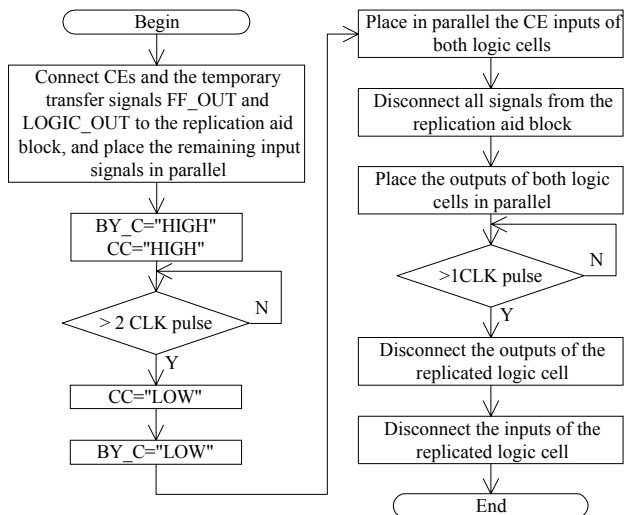 Begin
Connect CEs and the temporary
transfer signals FF_OUT and
LOGIC_OUT to the replication aid
block, and place the remaining input
signals in parallel
BY_C="HIGH"
CC="HIGH"
> 2 CLK pulse
N
Y
CC="LOW"
BY_C="LOW"
Place in parallel the CE inputs of
both logic cells
Disconnect all signals from the
replication aid block
Place the outputs of both logic
cells in parallel
>1CLK pulse
N
Y
Disconnect the outputs of the
replicated logic cell
Disconnect the inputs of the
replicated logic cell
End